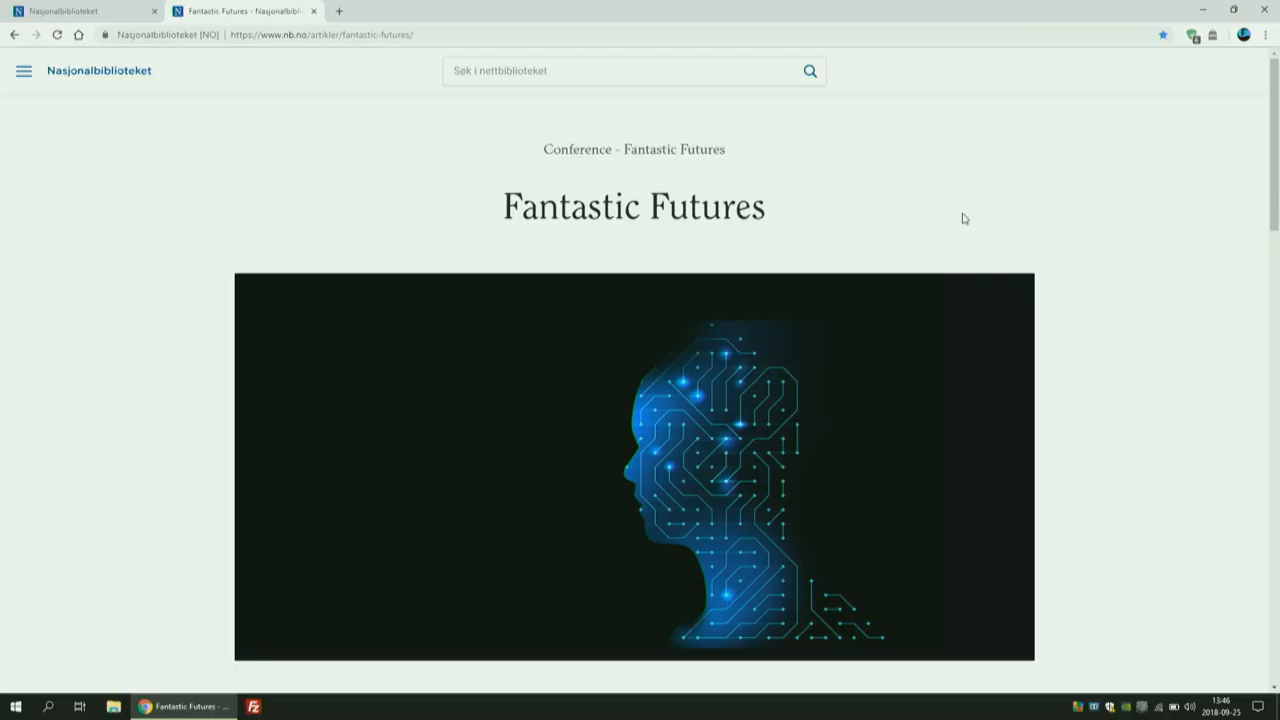 Nasjonalbiblioteket
Fantastic Futures - Nasjonalbibli
Nasjonalbiblioteket [NO] | https://www.nb.no/artikler/fantastic-futures/
Nasjonalbiblioteket
Søk i nettbiblioteket
Conference - Fantastic Futures
Fantastic Futures
Fantastic Futures - ...
13:46
2018-09-25